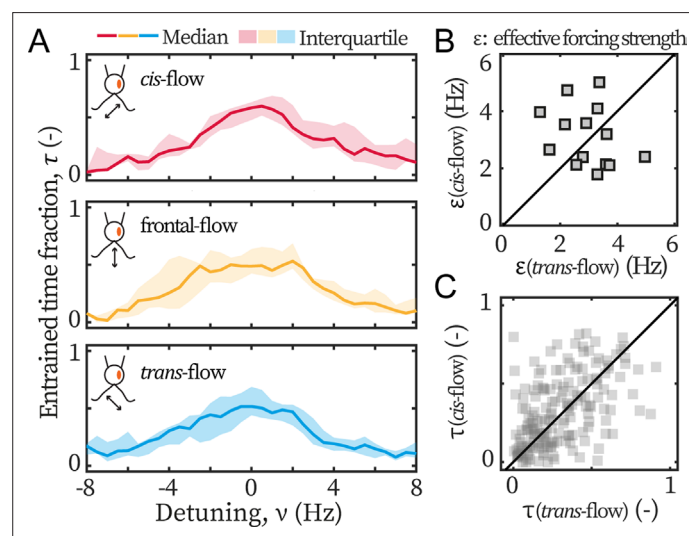 A
Median
Interquartile
Entrained time fraction, τ (-)
1
cis-flow
0
1
frontal-flow
0
1
trans-flow
0
-8 -4 0 4 8
Detuning, ν (Hz)
B
ε: effective forcing strength
ε(cis-flow) (Hz)
6
4
2
0
0 2 4 6
ε(trans-flow) (Hz)
C
τ(cis-flow) (-)
1
0
0 1
τ(trans-flow) (-)